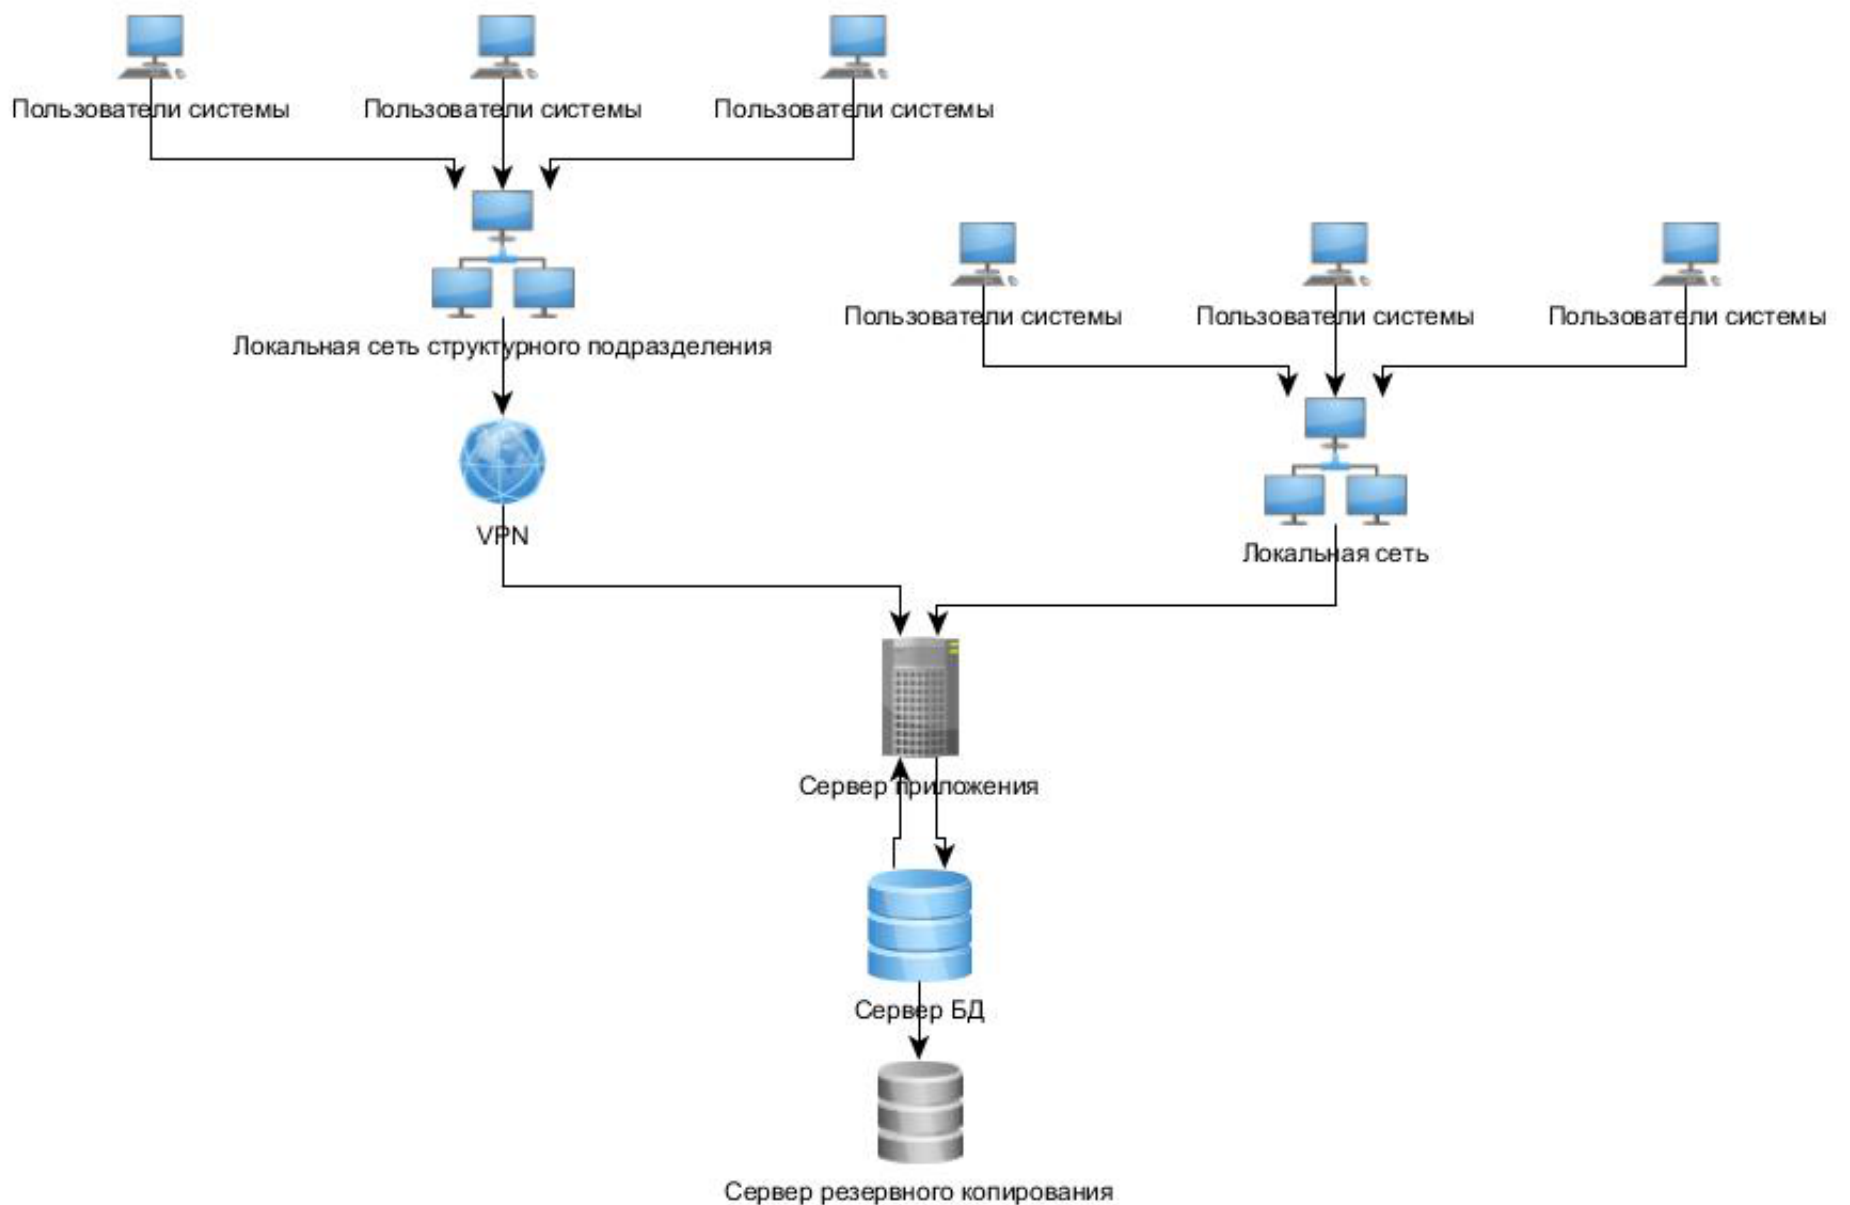 Пользователи системы
Пользователи системы
Пользователи системы
Локальная сеть структурного подразделения
VPN
Пользователи системы
Пользователи системы
Пользователи системы
Локальная сеть
Сервер приложения
Сервер БД
Сервер резервного копирования